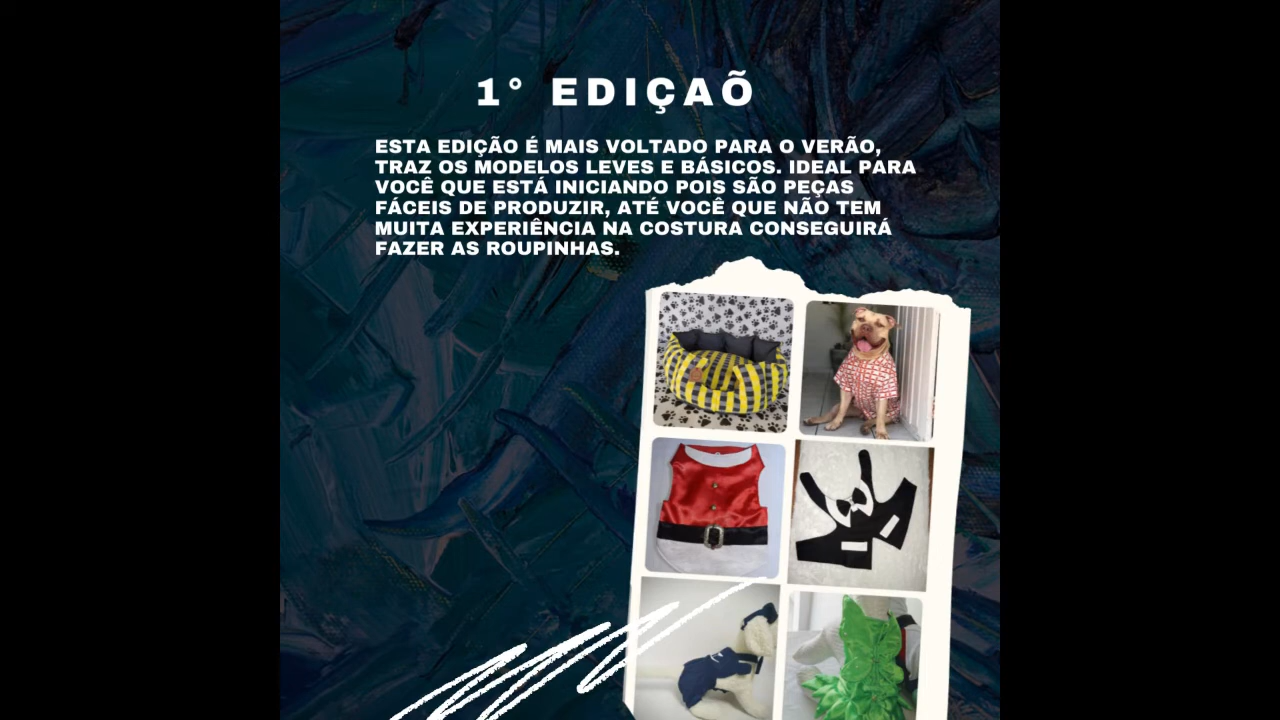 1° EDIÇAÕ
ESTA EDIÇÃO É MAIS VOLTADO PARA O VERÃO,
TRAZ OS MODELOS LEVES E BÁSICOS. IDEAL PARA
VOCÊ QUE ESTÁ INICIANDO POIS SÃO PEÇAS
FÁCEIS DE PRODUZIR, ATÉ VOCÊ QUE NÃO TEM
MUITA EXPERIÊNCIA NA COSTURA CONSEGUIRÁ
FAZER AS ROUPINHAS.